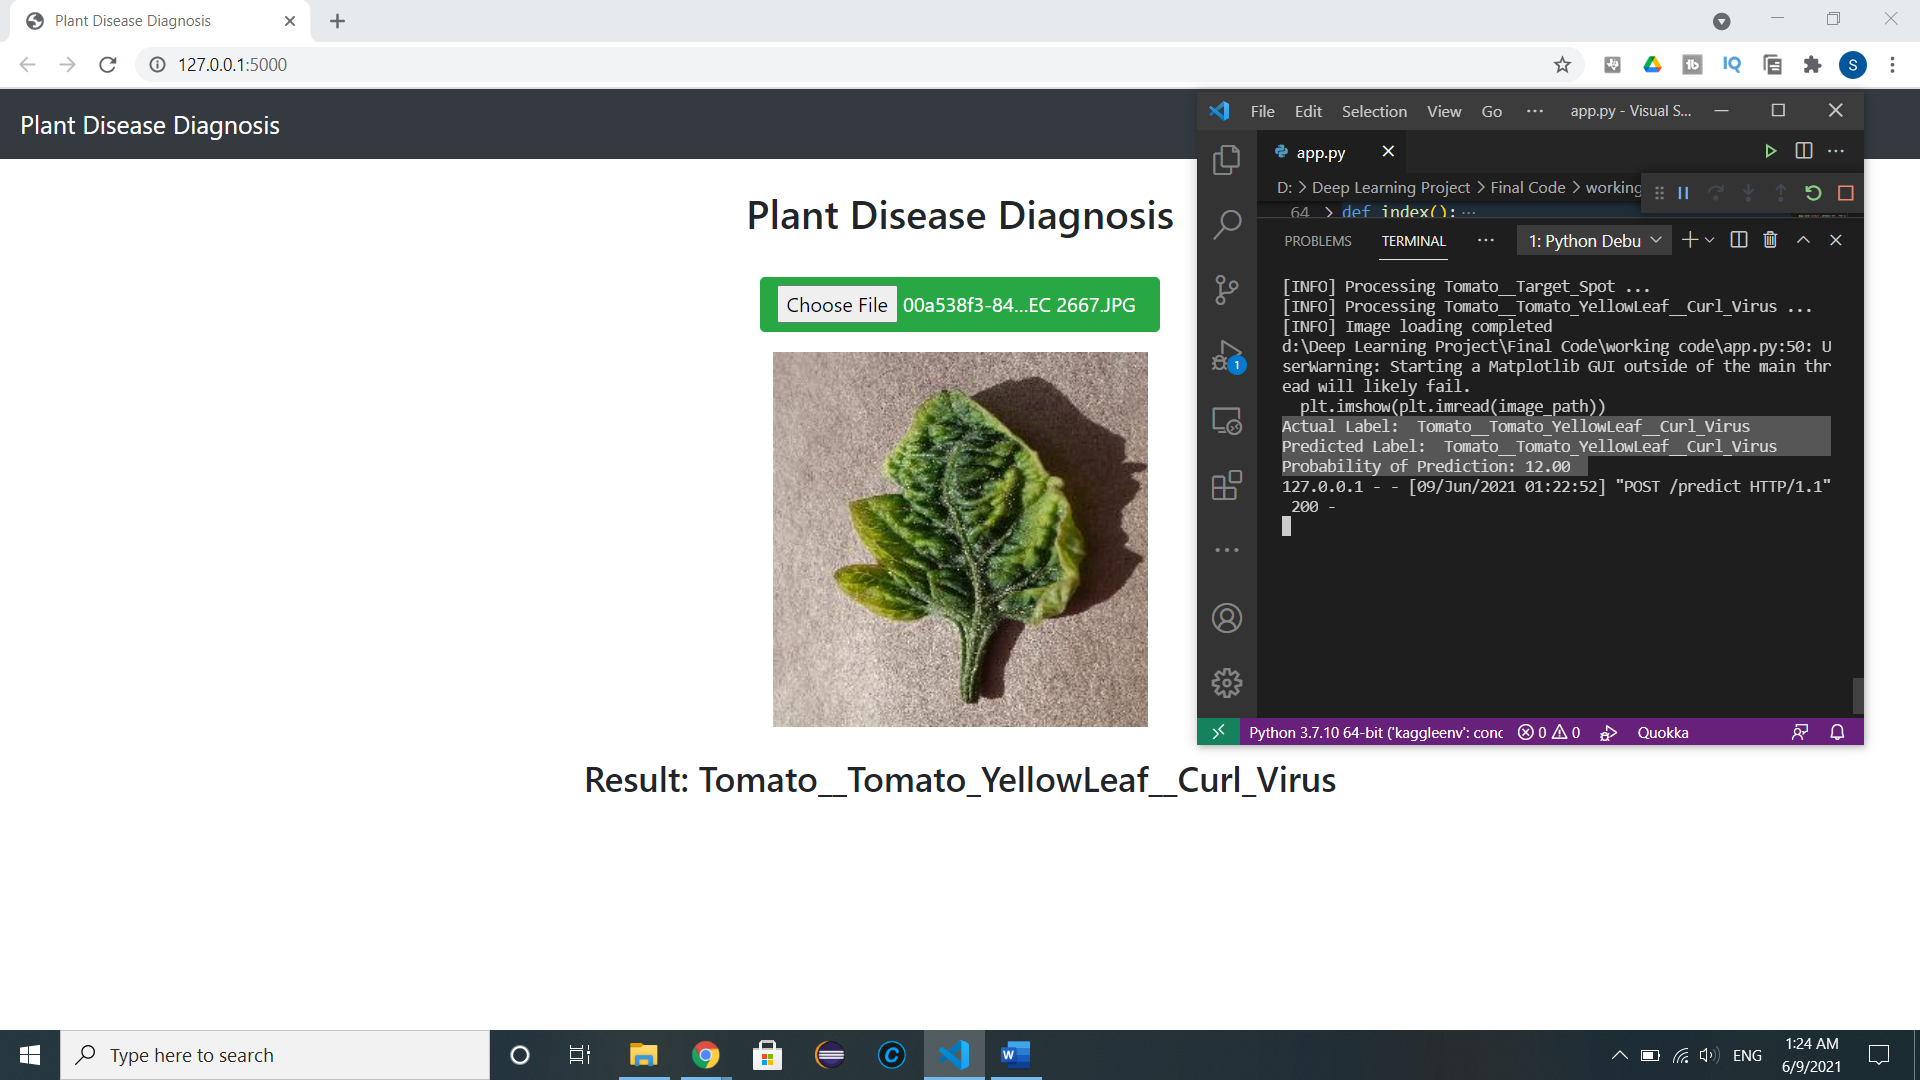 Plant Disease Diagnosis
127.0.0.1:5000
S
Plant Disease Diagnosis
Plant Disease Diagnosis
Choose File 00a538f3-84...EC 2667.JPG
Result: Tomato__Tomato_YellowLeaf__Curl_Virus
File Edit Selection View Go ··· app.py - Visual S...
app.py
D: > Deep Learning Project > Final Code > working
64 > def index():···
PROBLEMS TERMINAL ··· 1: Python Debu
[INFO] Processing Tomato__Target_Spot ...
[INFO] Processing Tomato__Tomato_YellowLeaf__Curl_Virus ...
[INFO] Image loading completed
d:\Deep Learning Project\Final Code\working code\app.py:50: U
serWarning: Starting a Matplotlib GUI outside of the main thr
ead will likely fail.
plt.imshow(plt.imread(image_path))
Actual Label: Tomato__Tomato_YellowLeaf__Curl_Virus
Predicted Label: Tomato__Tomato_YellowLeaf__Curl_Virus
Probability of Prediction: 12.00
127.0.0.1 - - [09/Jun/2021 01:22:52] "POST /predict HTTP/1.1"
200 -
1
Python 3.7.10 64-bit ('kaggleenv': conc 0 0 Quokka
Type here to search
ENG
1:24 AM
6/9/2021